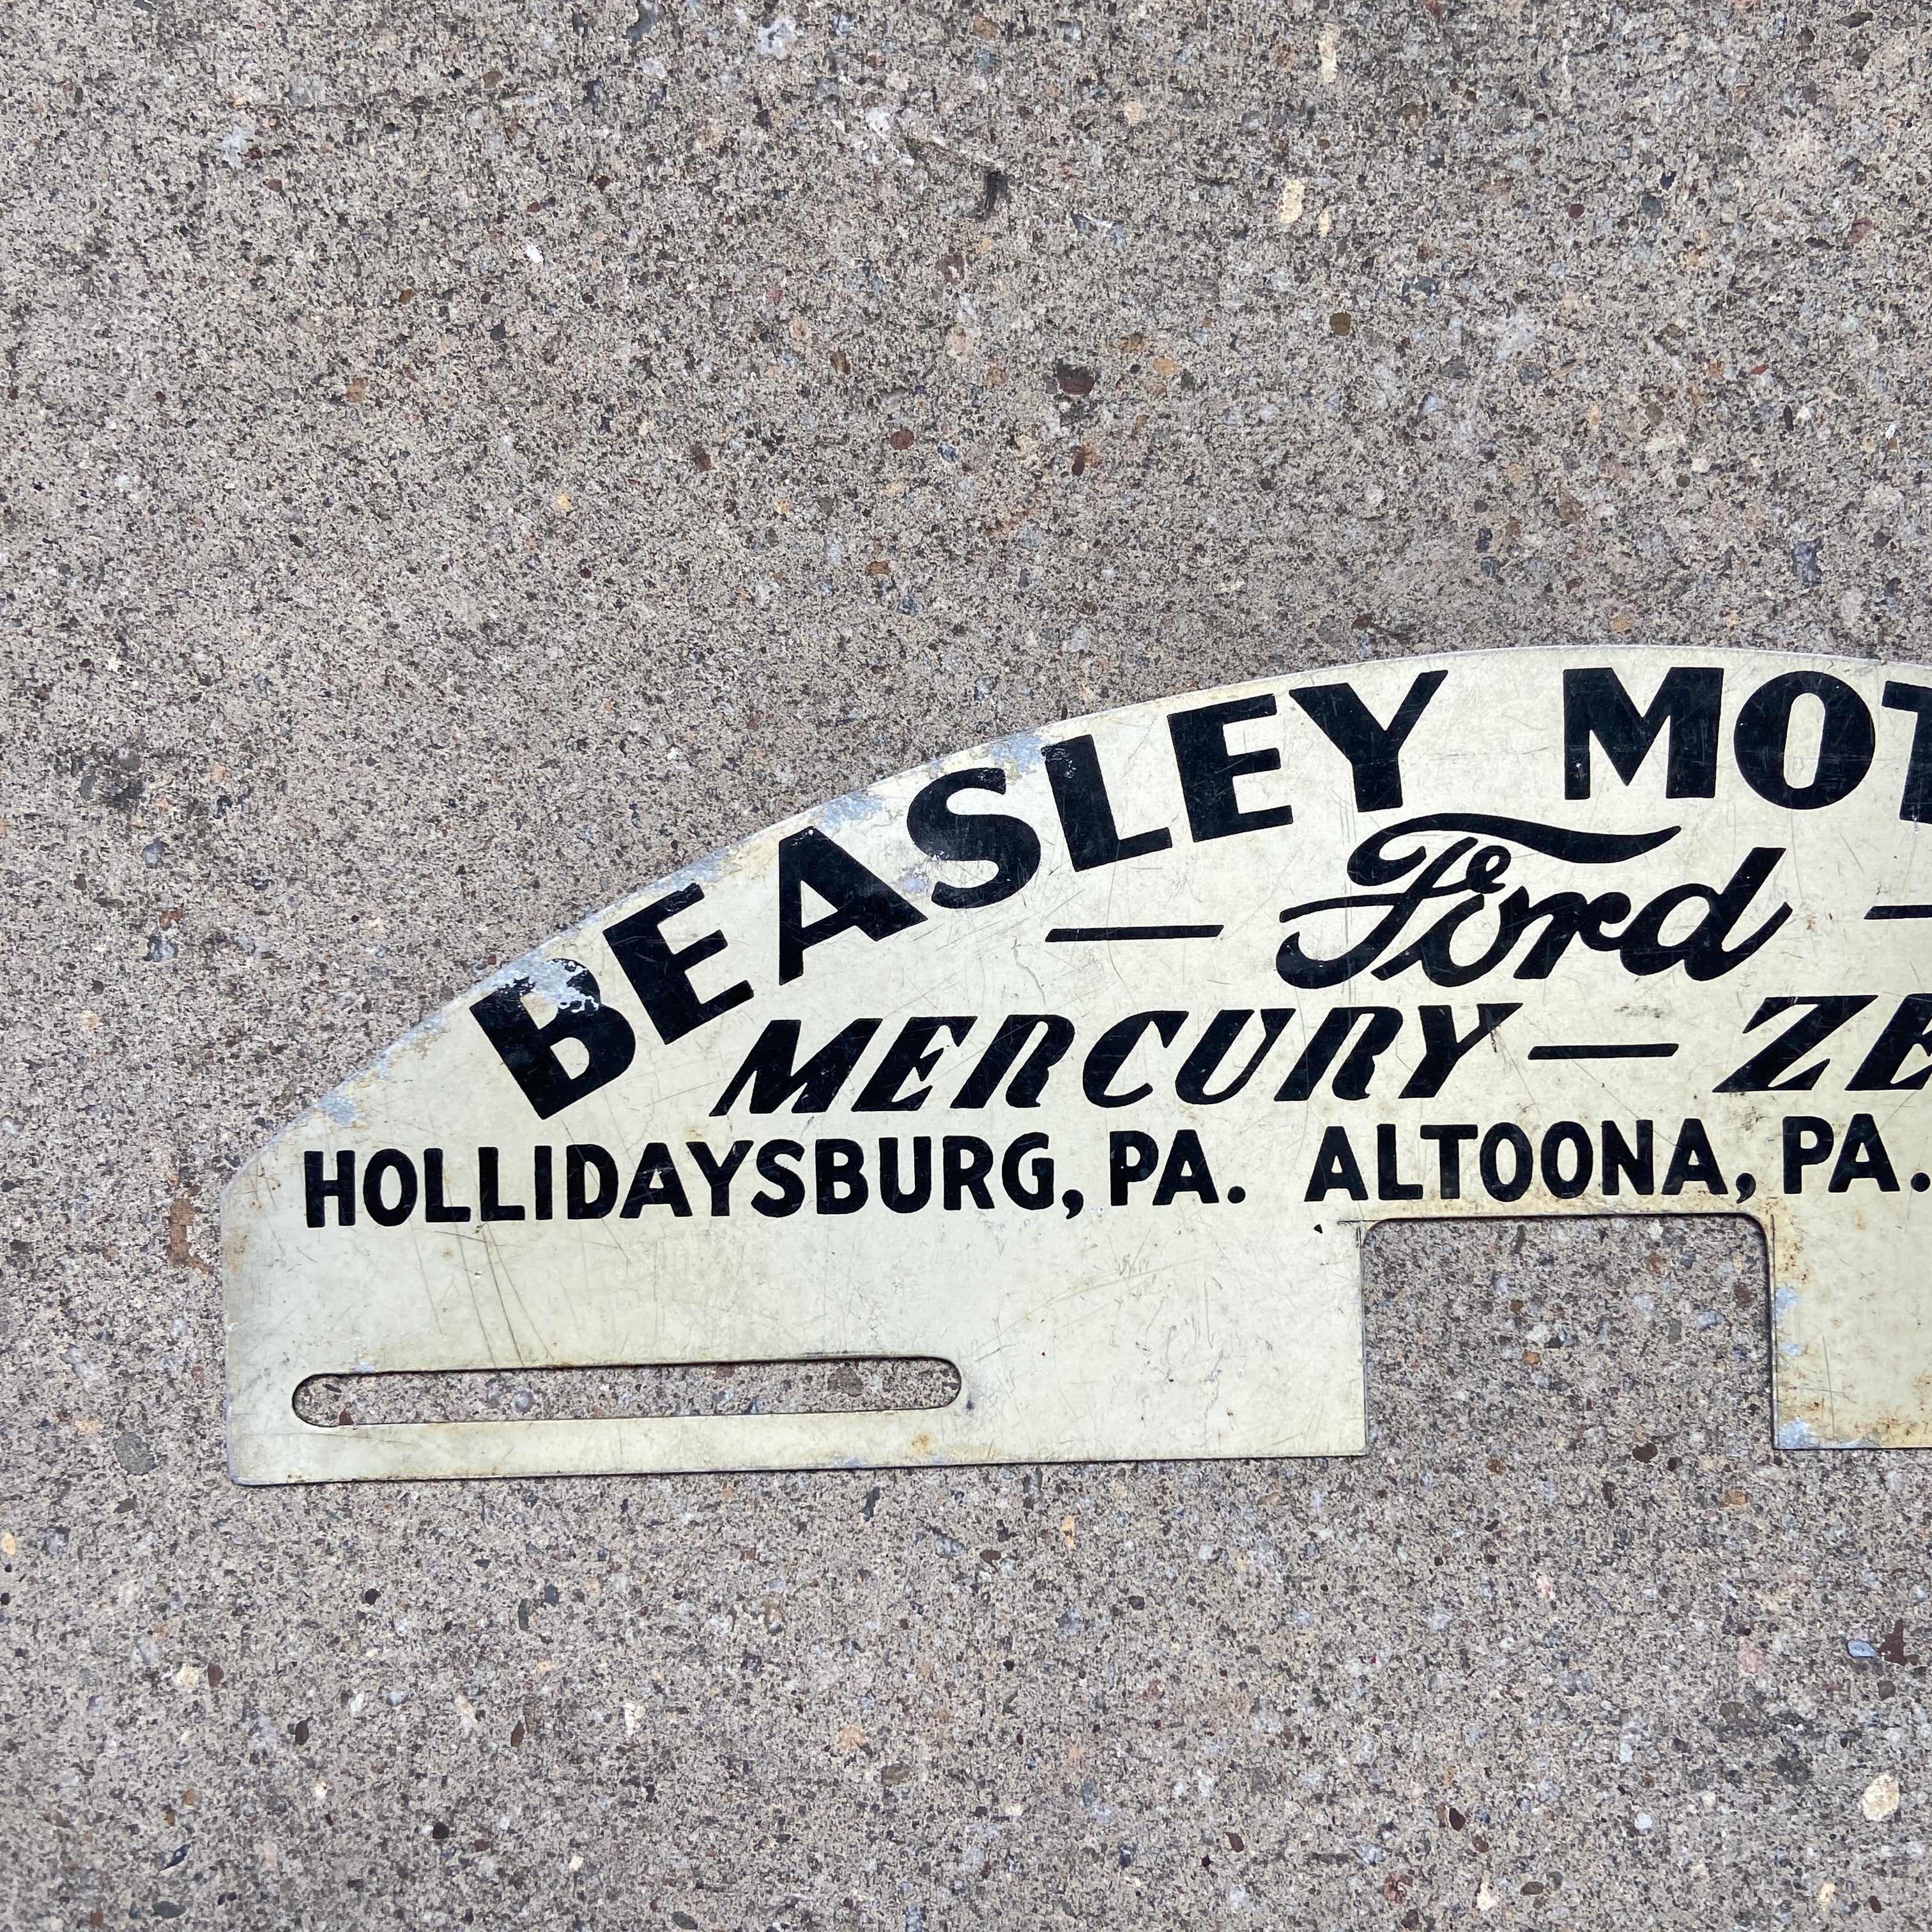 BEASLEY MOT
— Ford —
MERCURY — ZE
HOLLIDAYSBURG, PA. ALTOONA, PA.